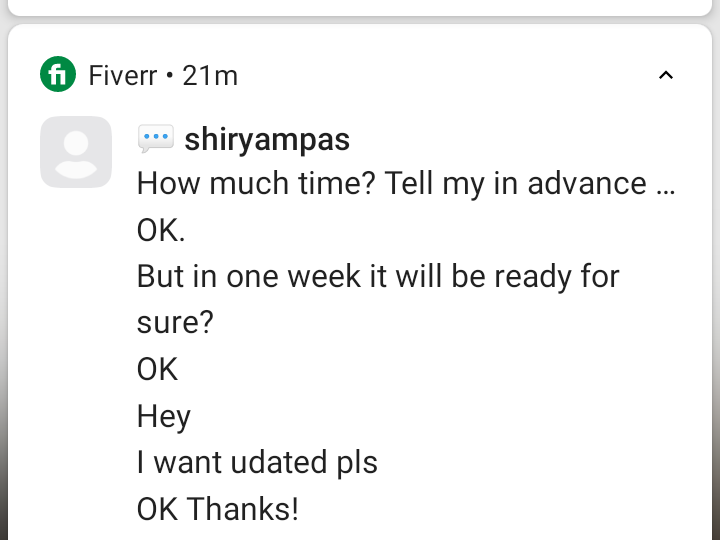 fi Fiverr • 21m
shiryampas
How much time? Tell my in advance ...
OK.
But in one week it will be ready for
sure?
OK
Hey
I want udated pls
OK Thanks!